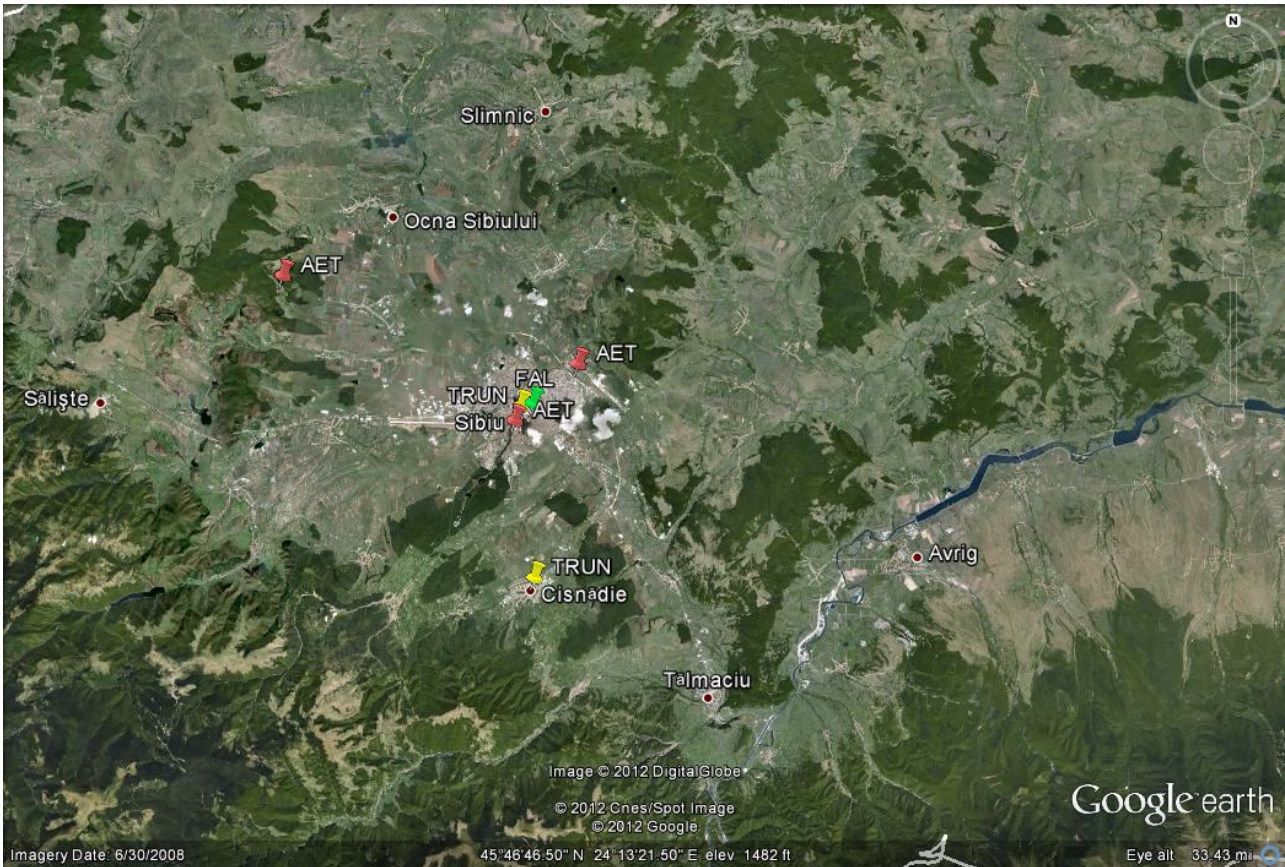 N
Slimnic
Ocna Sibiului
AET
AET
FAL
TRUN
AET
Sibiu
Sălişte
TRUN
Cisnădie
Avrig
Tălmaciu
Image © 2012 DigitalGlobe
© 2012 Cnes/Spot Image
© 2012 Google
Google earth
Imagery Date: 6/30/2008
45°46'46.50" N 24°13'21.50" E elev 1482 ft
Eye alt 33.43 mi